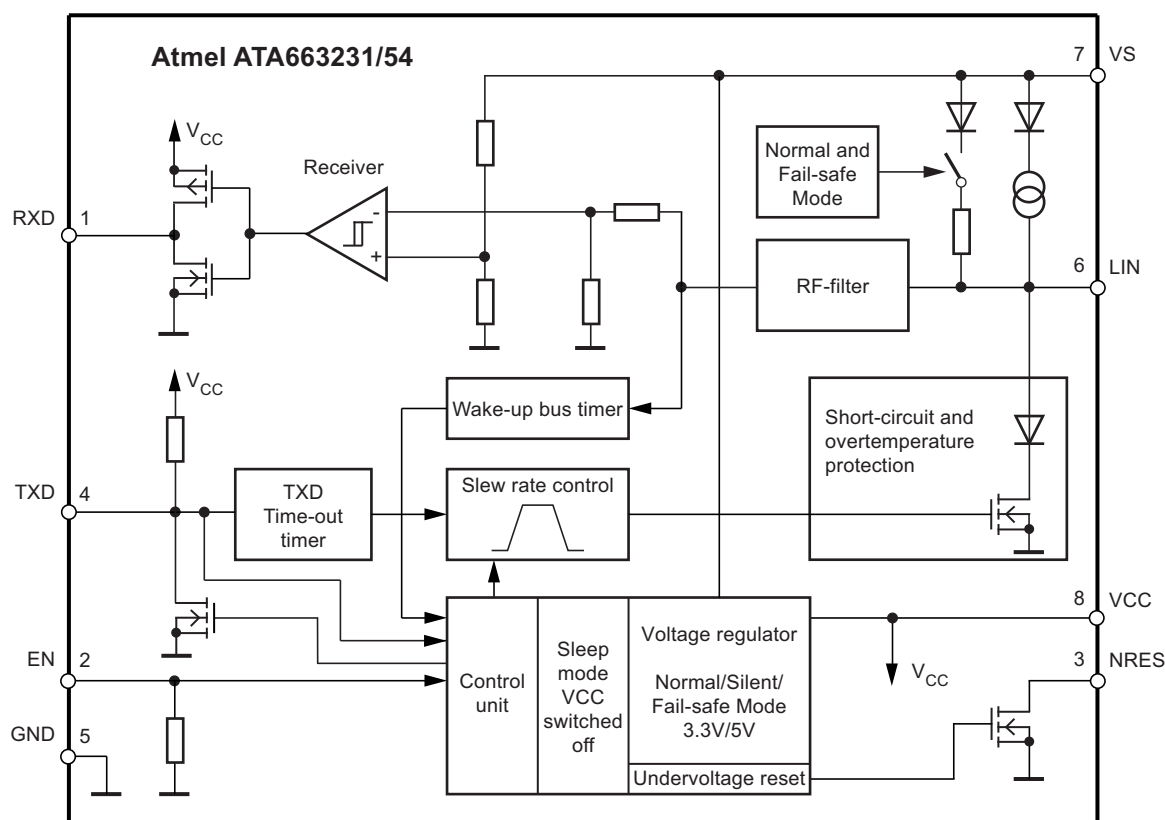 Atmel ATA663231/54
7
VS
VCC
Receiver
Normal and
Fail-safe
Mode
RXD
1
-
+
RF-filter
6
LIN
VCC
Wake-up bus timer
Short-circuit and
overtemperature
protection
TXD
4
TXD
Time-out
timer
Slew rate control
8
VCC
EN
2
Control
unit
Sleep
mode
VCC
switched
off
Voltage regulator
Normal/Silent/
Fail-safe Mode
3.3V/5V
VCC
3
NRES
GND
5
Undervoltage reset